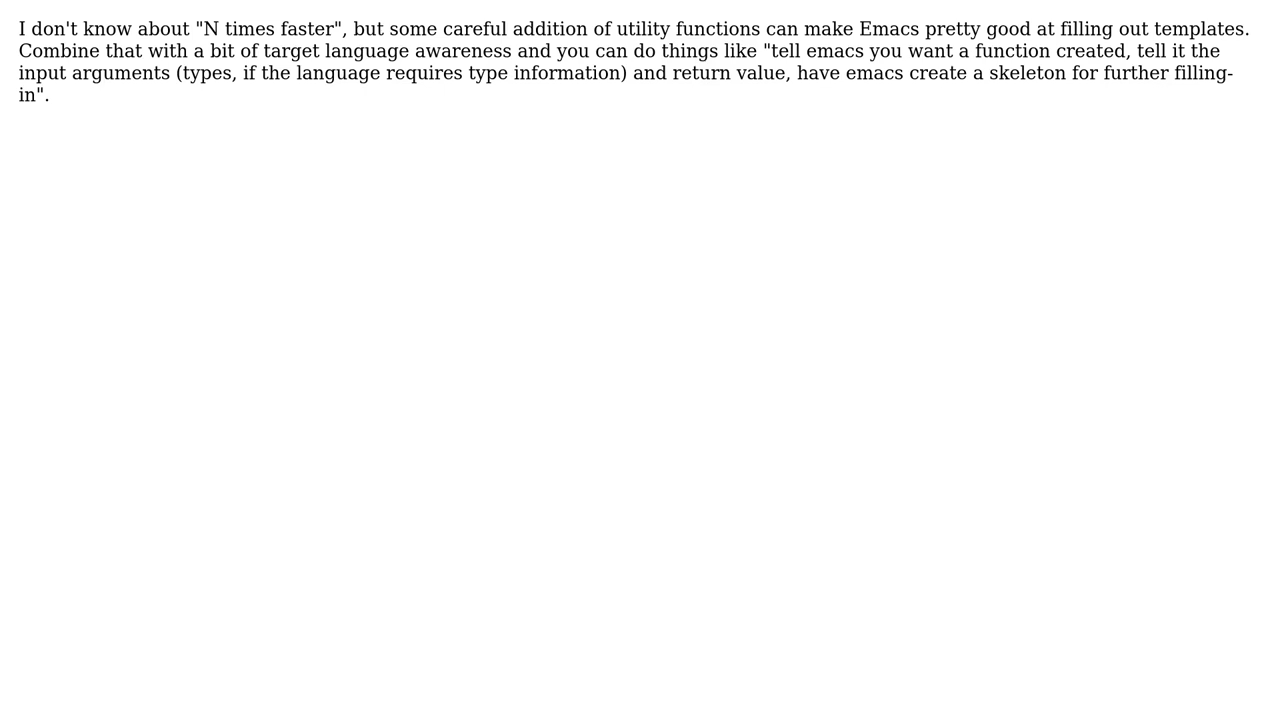 I don't know about "N times faster", but some careful addition of utility functions can make Emacs pretty good at filling out templates.
Combine that with a bit of target language awareness and you can do things like "tell emacs you want a function created, tell it the
input arguments (types, if the language requires type information) and return value, have emacs create a skeleton for further filling-
in".